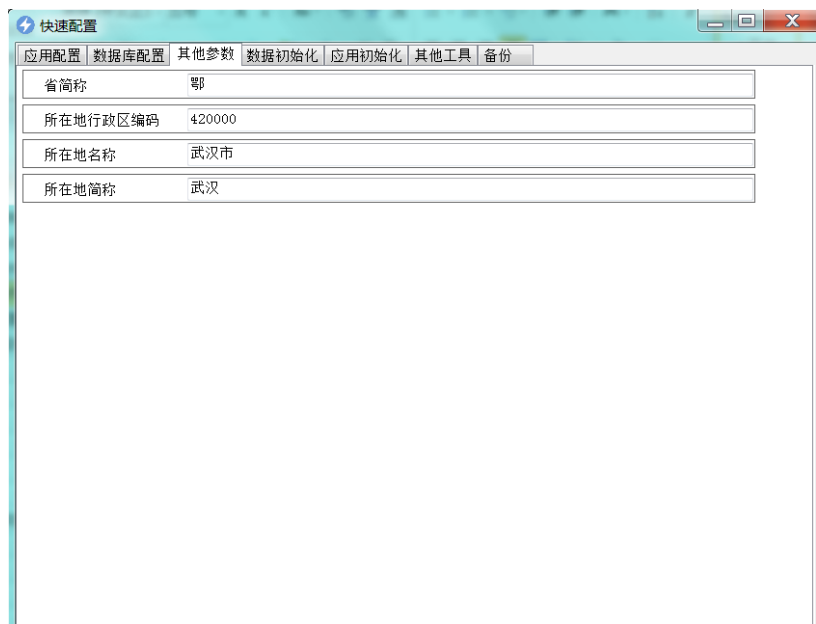 快速配置
应用配置 数据库配置 其他参数 数据初始化 应用初始化 其他工具 备份
省简称 鄂
所在地行政区编码 420000
所在地名称 武汉市
所在地简称 武汉